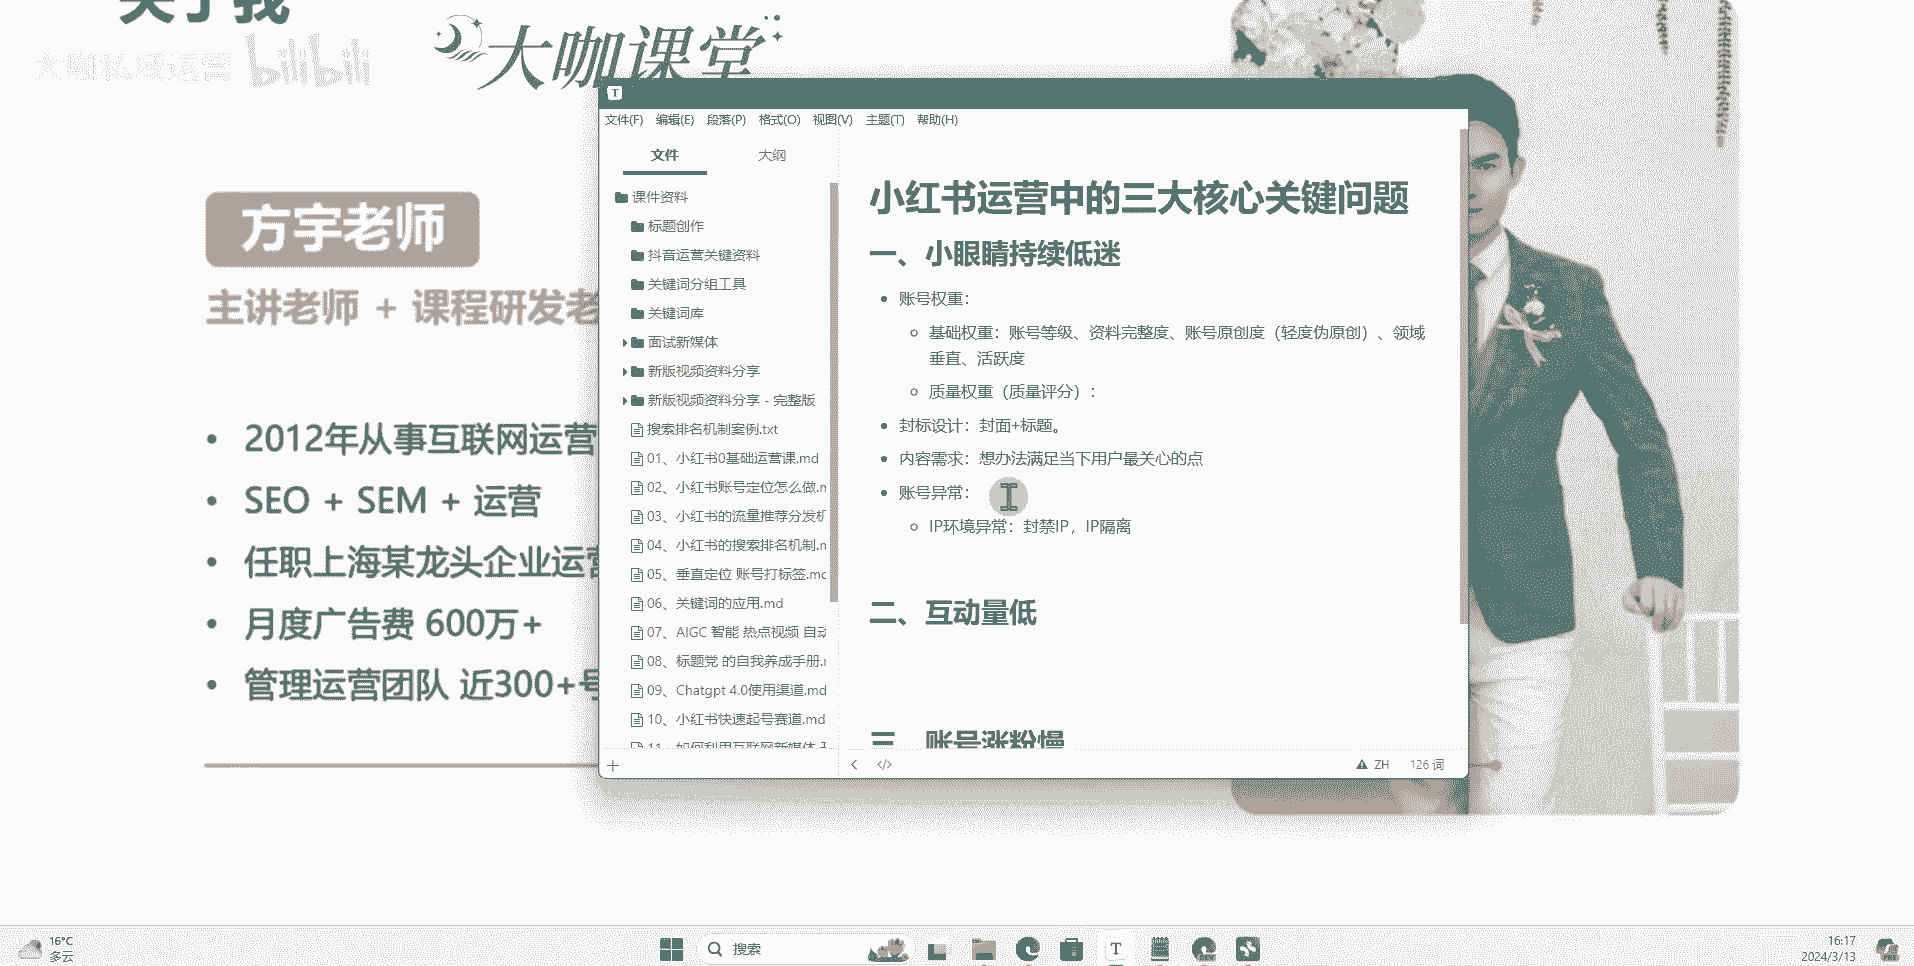 关于我
大咖私域运营 bilibili
大咖课堂
方宇老师
主讲老师 + 课程研发老
2012年从事互联网运营
SEO + SEM + 运营
任职上海某龙头企业运营
月度广告费 600万+
管理运营团队 近300+号
T
文件(F) 编辑(E) 段落(P) 格式(O) 视图(V) 主题(T) 帮助(H)
文件 大纲
课件资料
标题创作
抖音运营关键资料
关键词分组工具
关键词库
面试新媒体
新版视频资料分享
新版视频资料分享 - 完整版
搜索排名机制案例.txt
01、小红书0基础运营课.md
02、小红书账号定位怎么做.m
03、小红书的流量推荐分发机
04、小红书的搜索排名机制.m
05、垂直定位 账号打标签.mc
06、关键词的应用.md
07、AIGC 智能 热点视频 自动
08、标题党 的自我养成手册.r
09、Chatgpt 4.0使用渠道.md
10、小红书快速起号赛道.md
11、如何利用互联网新媒体
小红书运营中的三大核心关键问题
一、小眼睛持续低迷
账号权重：
基础权重：账号等级、资料完整度、账号原创度（轻度伪原创）、领域
垂直、活跃度
质量权重（质量评分）：
封标设计：封面+标题。
内容需求：想办法满足当下用户最关心的点
账号异常：
IP环境异常：封禁IP，IP隔离
二、互动量低
三、账号涨粉慢
ZH 126 词
16°C
多云
搜索
T
DEV
16:17
2024/3/13
PRE